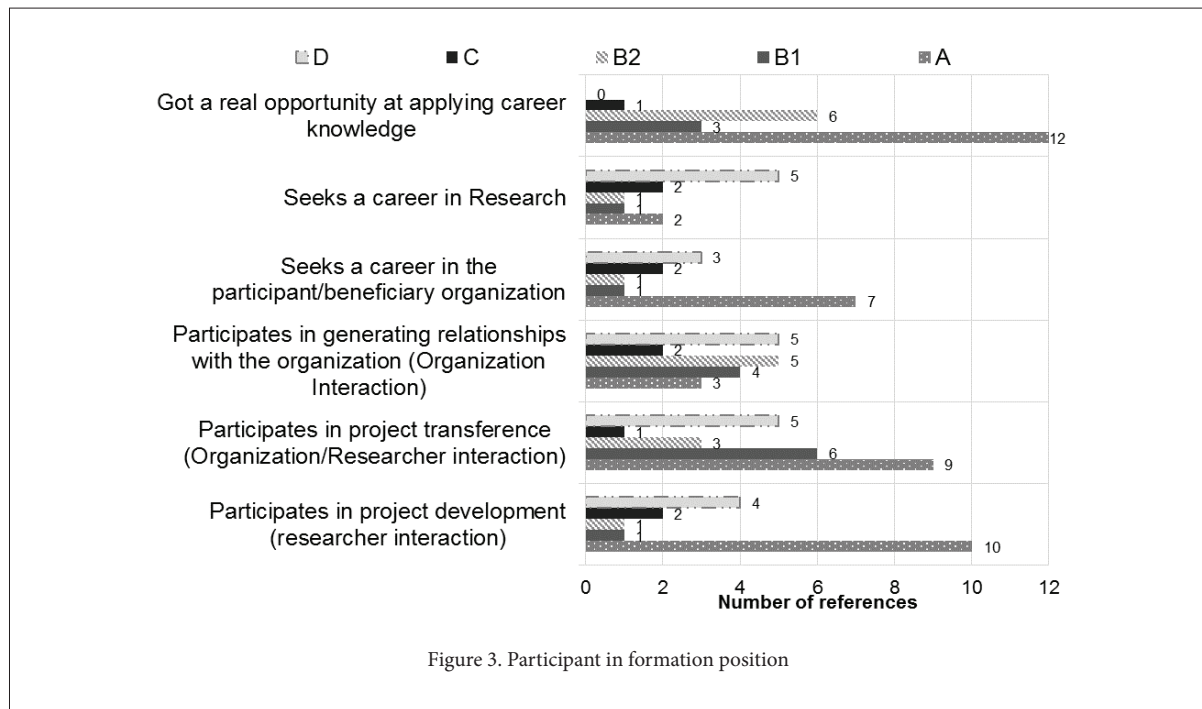 D C B2 B1 A
Got a real opportunity at applying career
knowledge
0
1
6
3
12
Seeks a career in Research
5
2
1
1
2
Seeks a career in the
participant/beneficiary organization
3
2
1
1
7
Participates in generating relationships
with the organization (Organization
Interaction)
5
2
5
4
3
Participates in project transference
(Organization/Researcher interaction)
5
1
3
6
9
Participates in project development
(researcher interaction)
4
2
1
1
10
0 2 4 6 8 10 12
Number of references
Figure 3. Participant in formation position